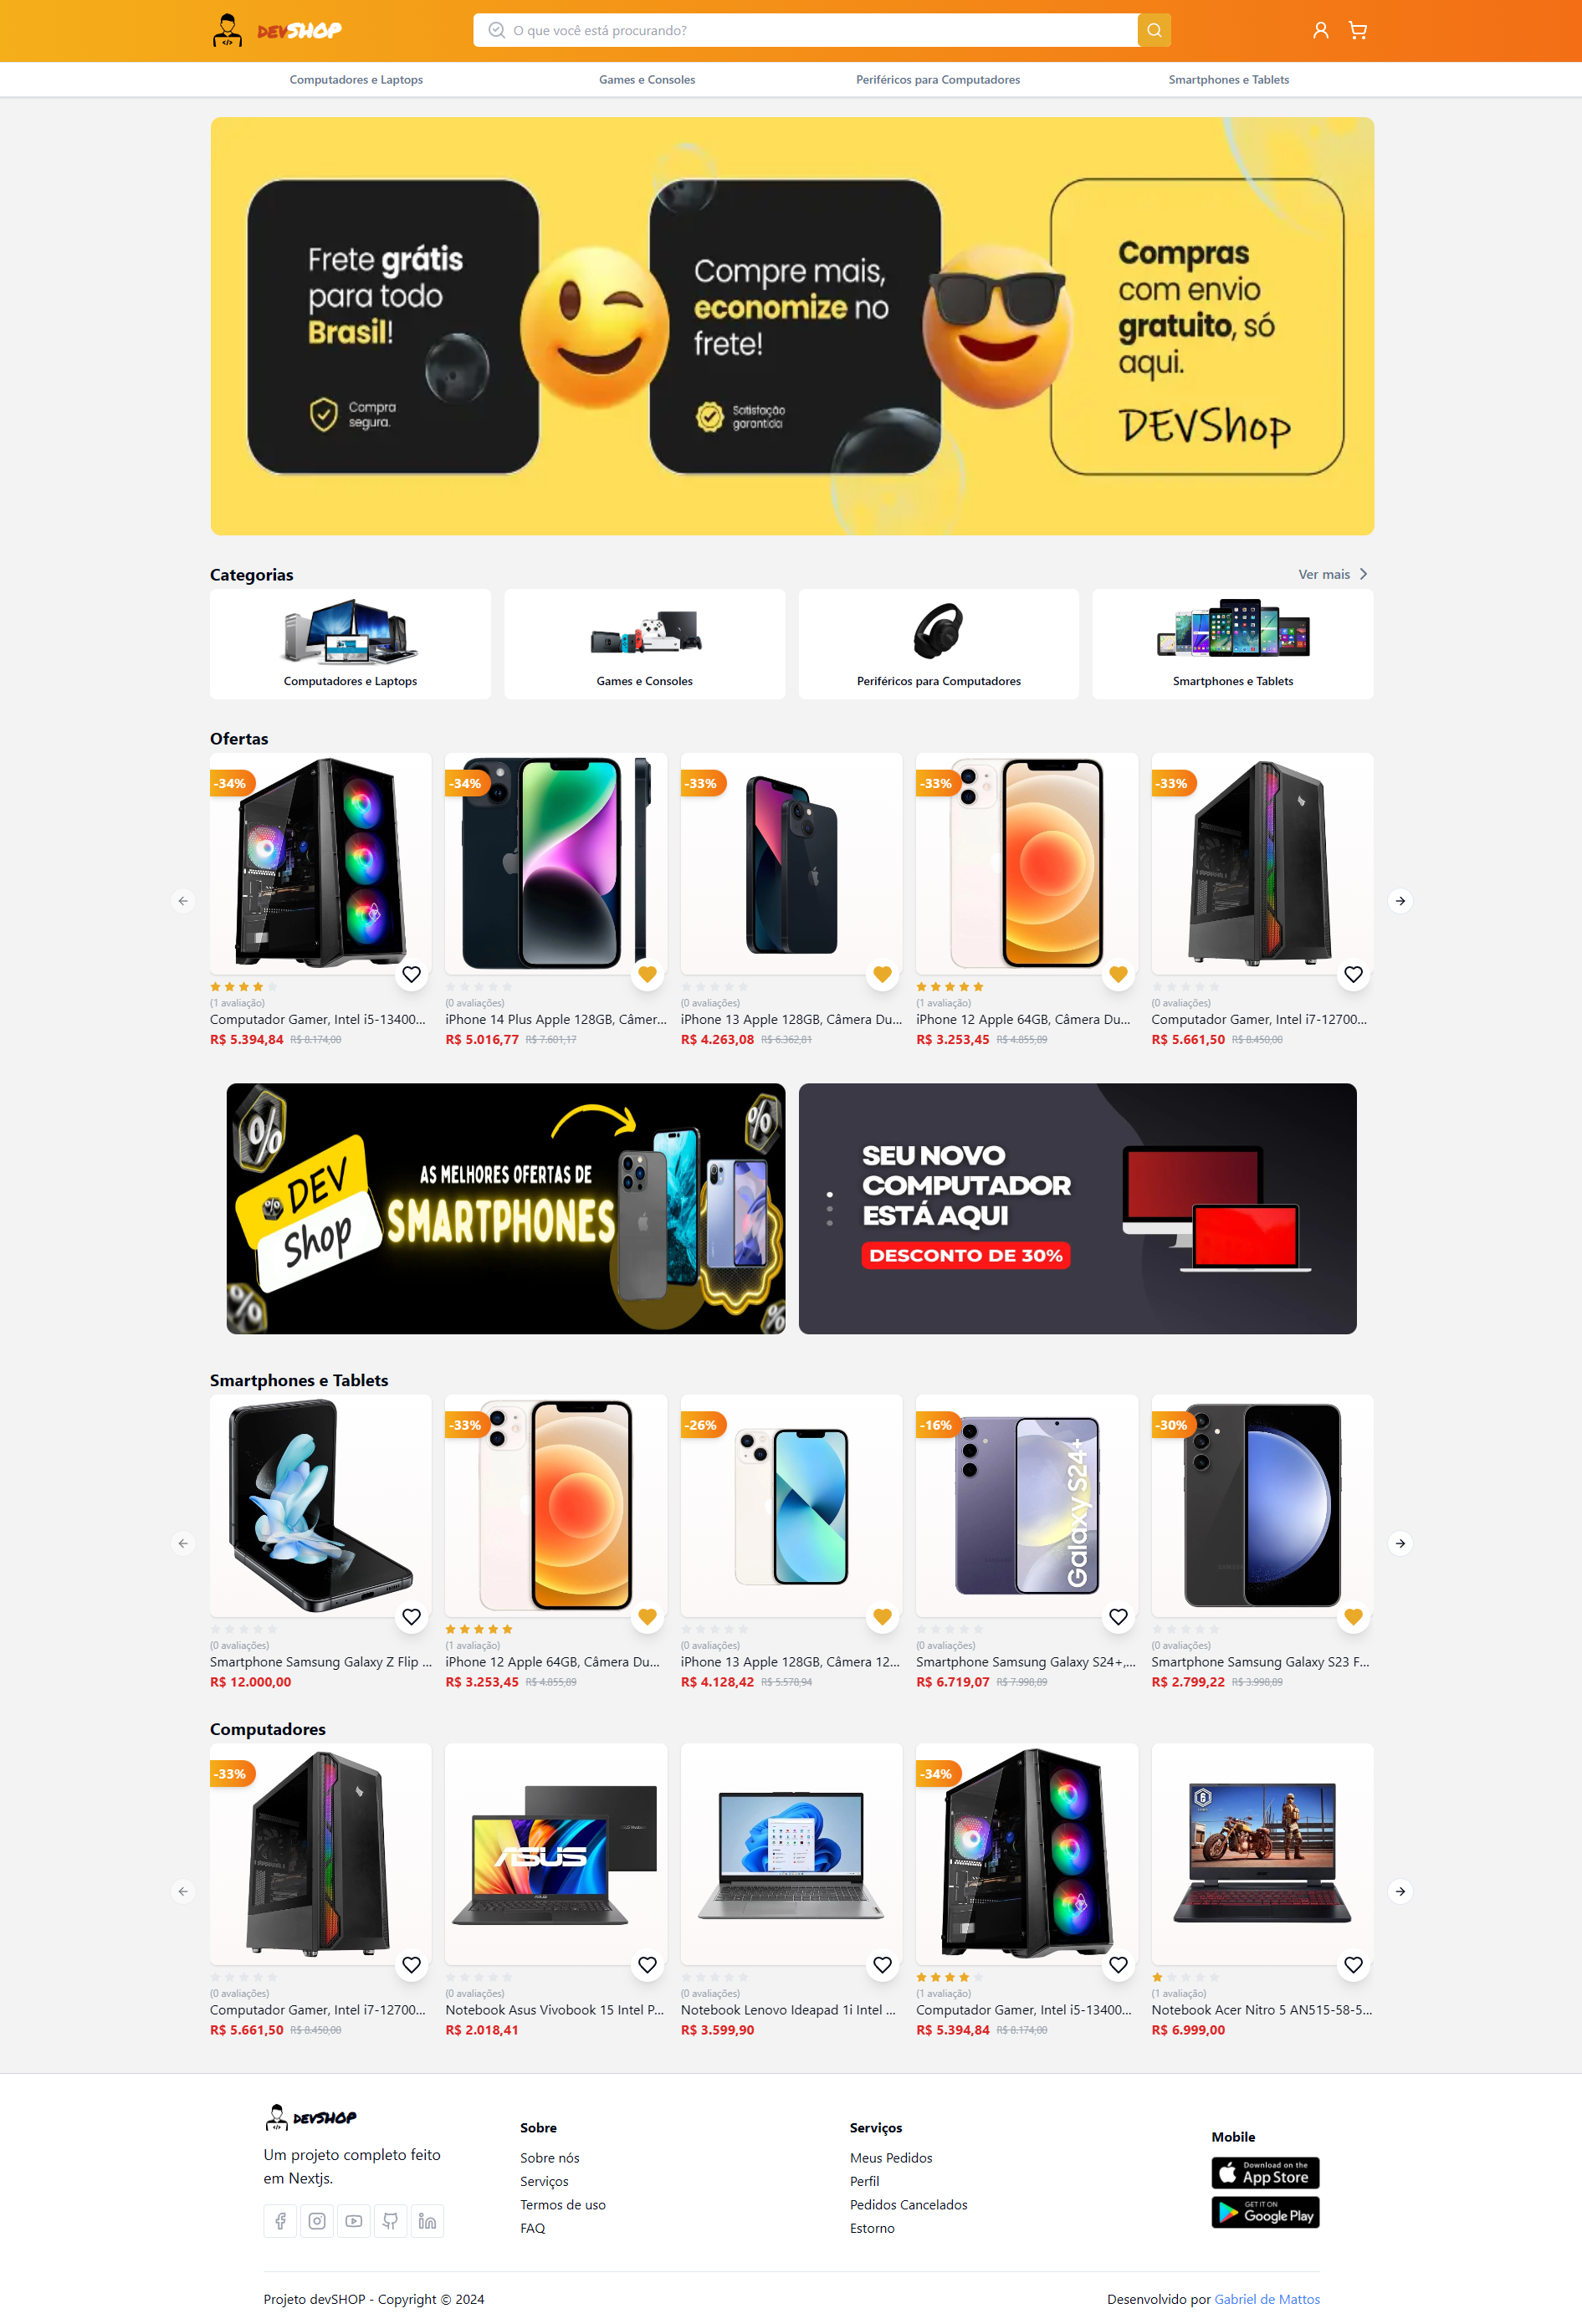 DEVSHOP
O que você está procurando?
Computadores e Laptops
Games e Consoles
Periféricos para Computadores
Smartphones e Tablets
Frete grátis
para todo
Brasil!
Compra
segura.
Compre mais,
economize no
frete!
Satisfação
garantida
Compras
com envio
gratuito, só
aqui.
DEVShop
Categorias
Ver mais
Computadores e Laptops
Games e Consoles
Periféricos para Computadores
Smartphones e Tablets
Ofertas
-34%
-34%
-33%
-33%
-33%
(1 avaliação)
Computador Gamer, Intel i5-13400...
R$ 5.394,84 R$ 8.174,00
(0 avaliações)
iPhone 14 Plus Apple 128GB, Câmer...
R$ 5.016,77 R$ 7.601,17
(0 avaliações)
iPhone 13 Apple 128GB, Câmera Du...
R$ 4.263,08 R$ 6.362,81
(1 avaliação)
iPhone 12 Apple 64GB, Câmera Du...
R$ 3.253,45 R$ 4.855,89
(0 avaliações)
Computador Gamer, Intel i7-12700...
R$ 5.661,50 R$ 8.450,00
DEV
Shop
AS MELHORES OFERTAS DE
SMARTPHONES
% % % %
SEU NOVO
COMPUTADOR
ESTÁ AQUI
DESCONTO DE 30%
Smartphones e Tablets
-33%
-26%
-16%
-30%
Galaxy S24+
(0 avaliações)
Smartphone Samsung Galaxy Z Flip ...
R$ 12.000,00
(1 avaliação)
iPhone 12 Apple 64GB, Câmera Du...
R$ 3.253,45 R$ 4.855,89
(0 avaliações)
iPhone 13 Apple 128GB, Câmera 12...
R$ 4.128,42 R$ 5.578,94
(0 avaliações)
Smartphone Samsung Galaxy S24+,...
R$ 6.719,07 R$ 7.998,89
(0 avaliações)
Smartphone Samsung Galaxy S23 F...
R$ 2.799,22 R$ 3.998,89
Computadores
-33%
ASUS
-34%
(0 avaliações)
Computador Gamer, Intel i7-12700...
R$ 5.661,50 R$ 8.450,00
(0 avaliações)
Notebook Asus Vivobook 15 Intel P...
R$ 2.018,41
(0 avaliações)
Notebook Lenovo Ideapad 1i Intel ...
R$ 3.599,90
(1 avaliação)
Computador Gamer, Intel i5-13400...
R$ 5.394,84 R$ 8.174,00
(1 avaliação)
Notebook Acer Nitro 5 AN515-58-5...
R$ 6.999,00
DEVSHOP
Um projeto completo feito
em Nextjs.
Sobre
Sobre nós
Serviços
Termos de uso
FAQ
Serviços
Meus Pedidos
Perfil
Pedidos Cancelados
Estorno
Mobile
Download on the
App Store
GET IT ON
Google Play
Projeto devSHOP - Copyright © 2024
Desenvolvido por Gabriel de Mattos